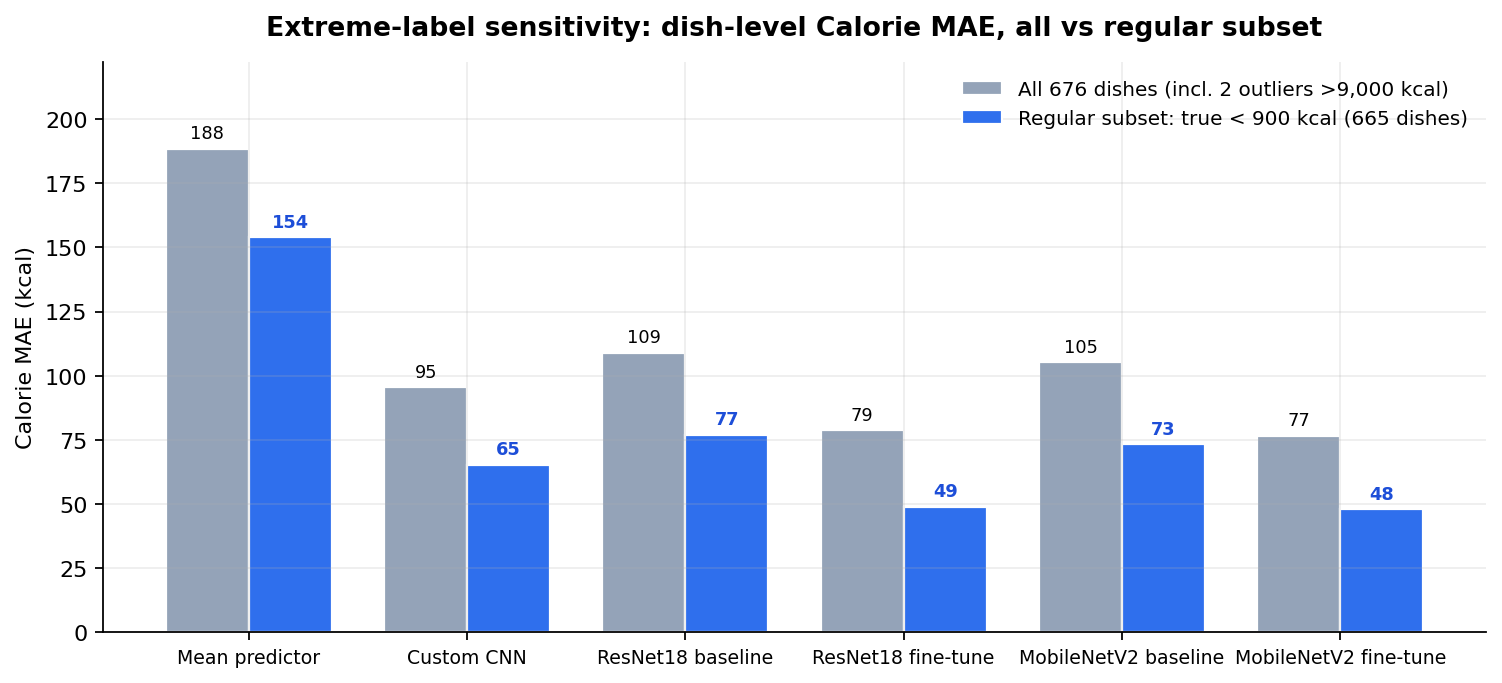 Extreme-label sensitivity: dish-level Calorie MAE, all vs regular subset
All 676 dishes (incl. 2 outliers >9,000 kcal)
Regular subset: true < 900 kcal (665 dishes)
Calorie MAE (kcal)
200
175
150
125
100
75
50
25
0
188
154
95
65
109
77
79
49
105
73
77
48
Mean predictor
Custom CNN
ResNet18 baseline
ResNet18 fine-tune
MobileNetV2 baseline
MobileNetV2 fine-tune